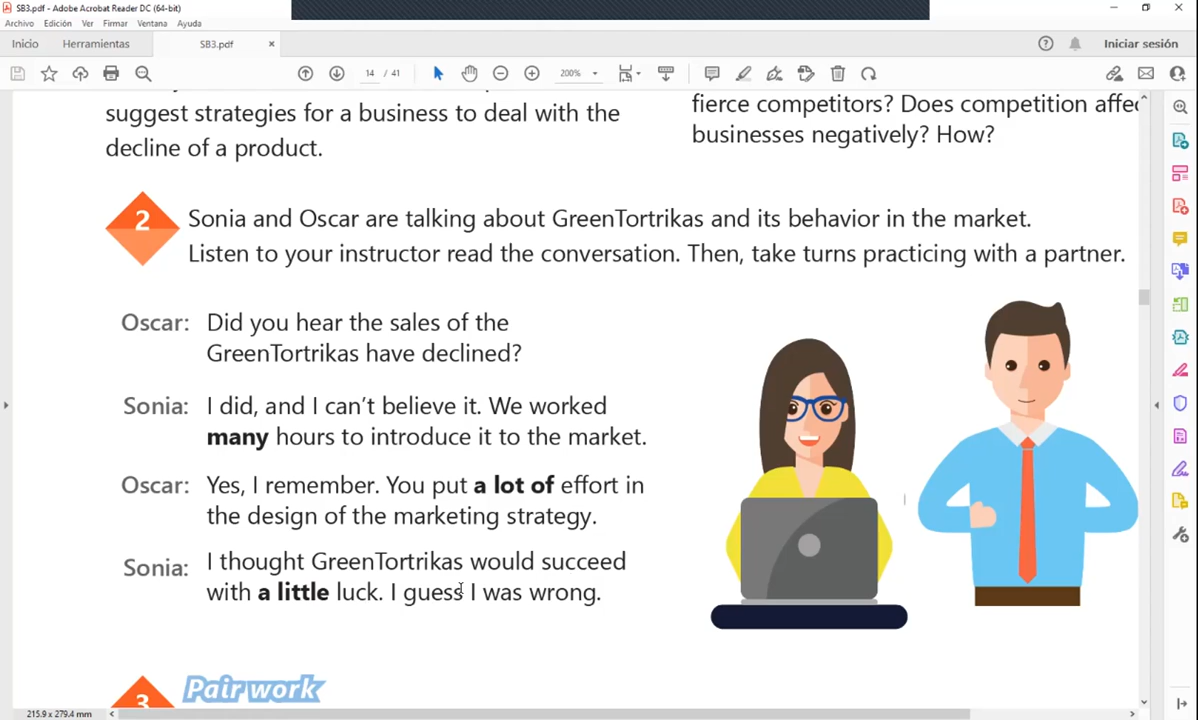 SB3.pdf - Adobe Acrobat Reader DC (64-bit)
Archivo Edición Ver Firmar Ventana Ayuda
Inicio Herramientas SB3.pdf × Iniciar sesión
14 / 41 200%
suggest strategies for a business to deal with the
decline of a product.
fierce competitors? Does competition affec
businesses negatively? How?
2
Sonia and Oscar are talking about GreenTortrikas and its behavior in the market.
Listen to your instructor read the conversation. Then, take turns practicing with a partner.
Oscar: Did you hear the sales of the
GreenTortrikas have declined?
Sonia: I did, and I can't believe it. We worked
many hours to introduce it to the market.
Oscar: Yes, I remember. You put a lot of effort in
the design of the marketing strategy.
Sonia: I thought GreenTortrikas would succeed
with a little luck. I guess I was wrong.
3
Pair work
215.9 x 279.4 mm